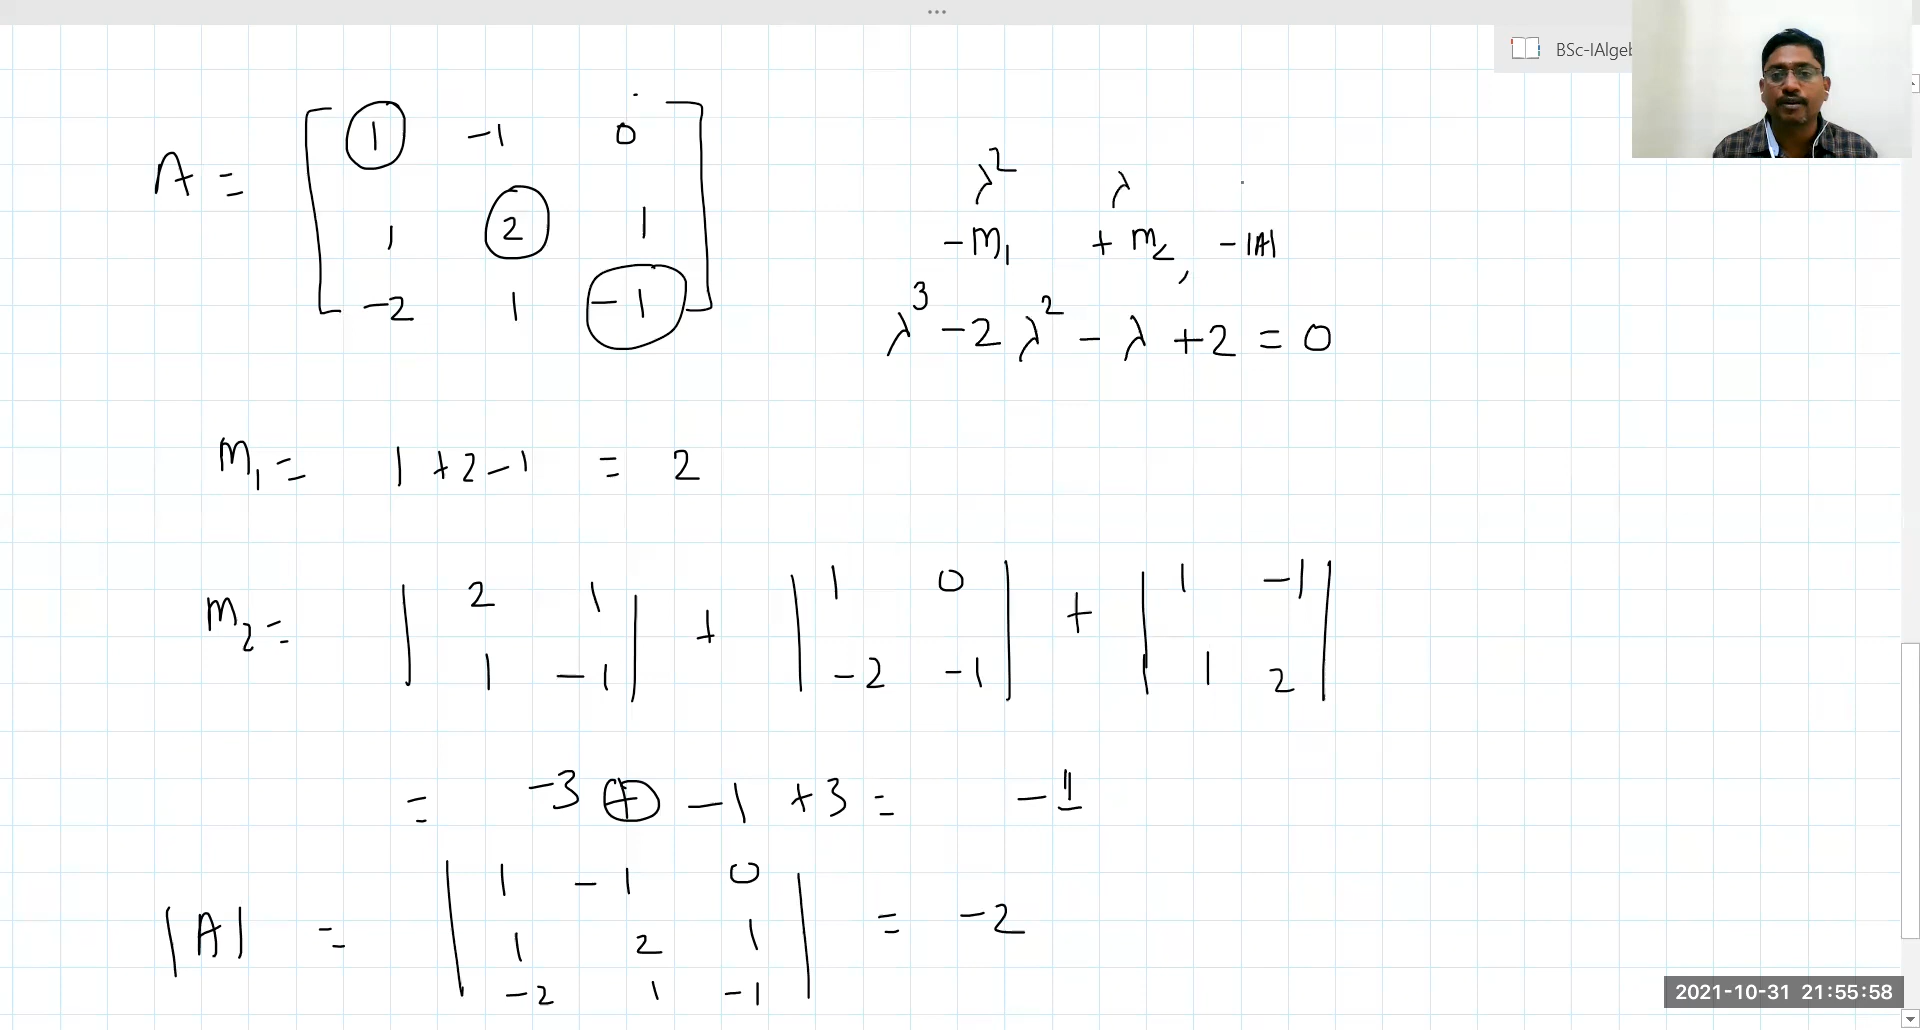 BSc-IAlgeb
A = [ 1 -1 0
1 2 1
-2 1 -1 ]
λ² λ
-M₁ + M₂, -|A|
λ³ -2λ² - λ +2 = 0
M₁ = 1 +2 -1 = 2
M₂ = | 2 1 | + | 1 0 | + | 1 -1 |
| 1 -1 | | -2 -1 | | 1 2 |
= -3 + -1 +3 = -1
|A| = | 1 -1 0 | = -2
| 1 2 1 |
| -2 1 -1 |
2021-10-31 21:55:58